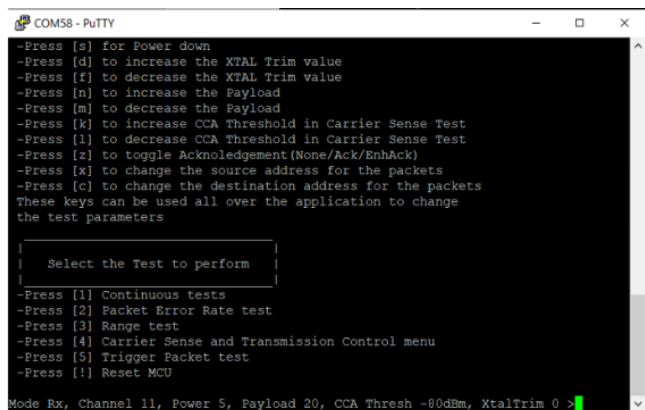 COM58 - PuTTY
-Press [s] for Power down
-Press [d] to increase the XTAL Trim value
-Press [f] to decrease the XTAL Trim value
-Press [n] to increase the Payload
-Press [m] to decrease the Payload
-Press [k] to increase CCA Threshold in Carrier Sense Test
-Press [l] to decrease CCA Threshold in Carrier Sense Test
-Press [z] to toggle Acknoledgement(None/Ack/EnhAck)
-Press [x] to change the source address for the packets
-Press [c] to change the destination address for the packets
These keys can be used all over the application to change
the test parameters
Select the Test to perform
-Press [1] Continuous tests
-Press [2] Packet Error Rate test
-Press [3] Range test
-Press [4] Carrier Sense and Transmission Control menu
-Press [5] Trigger Packet test
-Press [!] Reset MCU
Mode Rx, Channel 11, Power 5, Payload 20, CCA Thresh -80dBm, XtalTrim 0 >